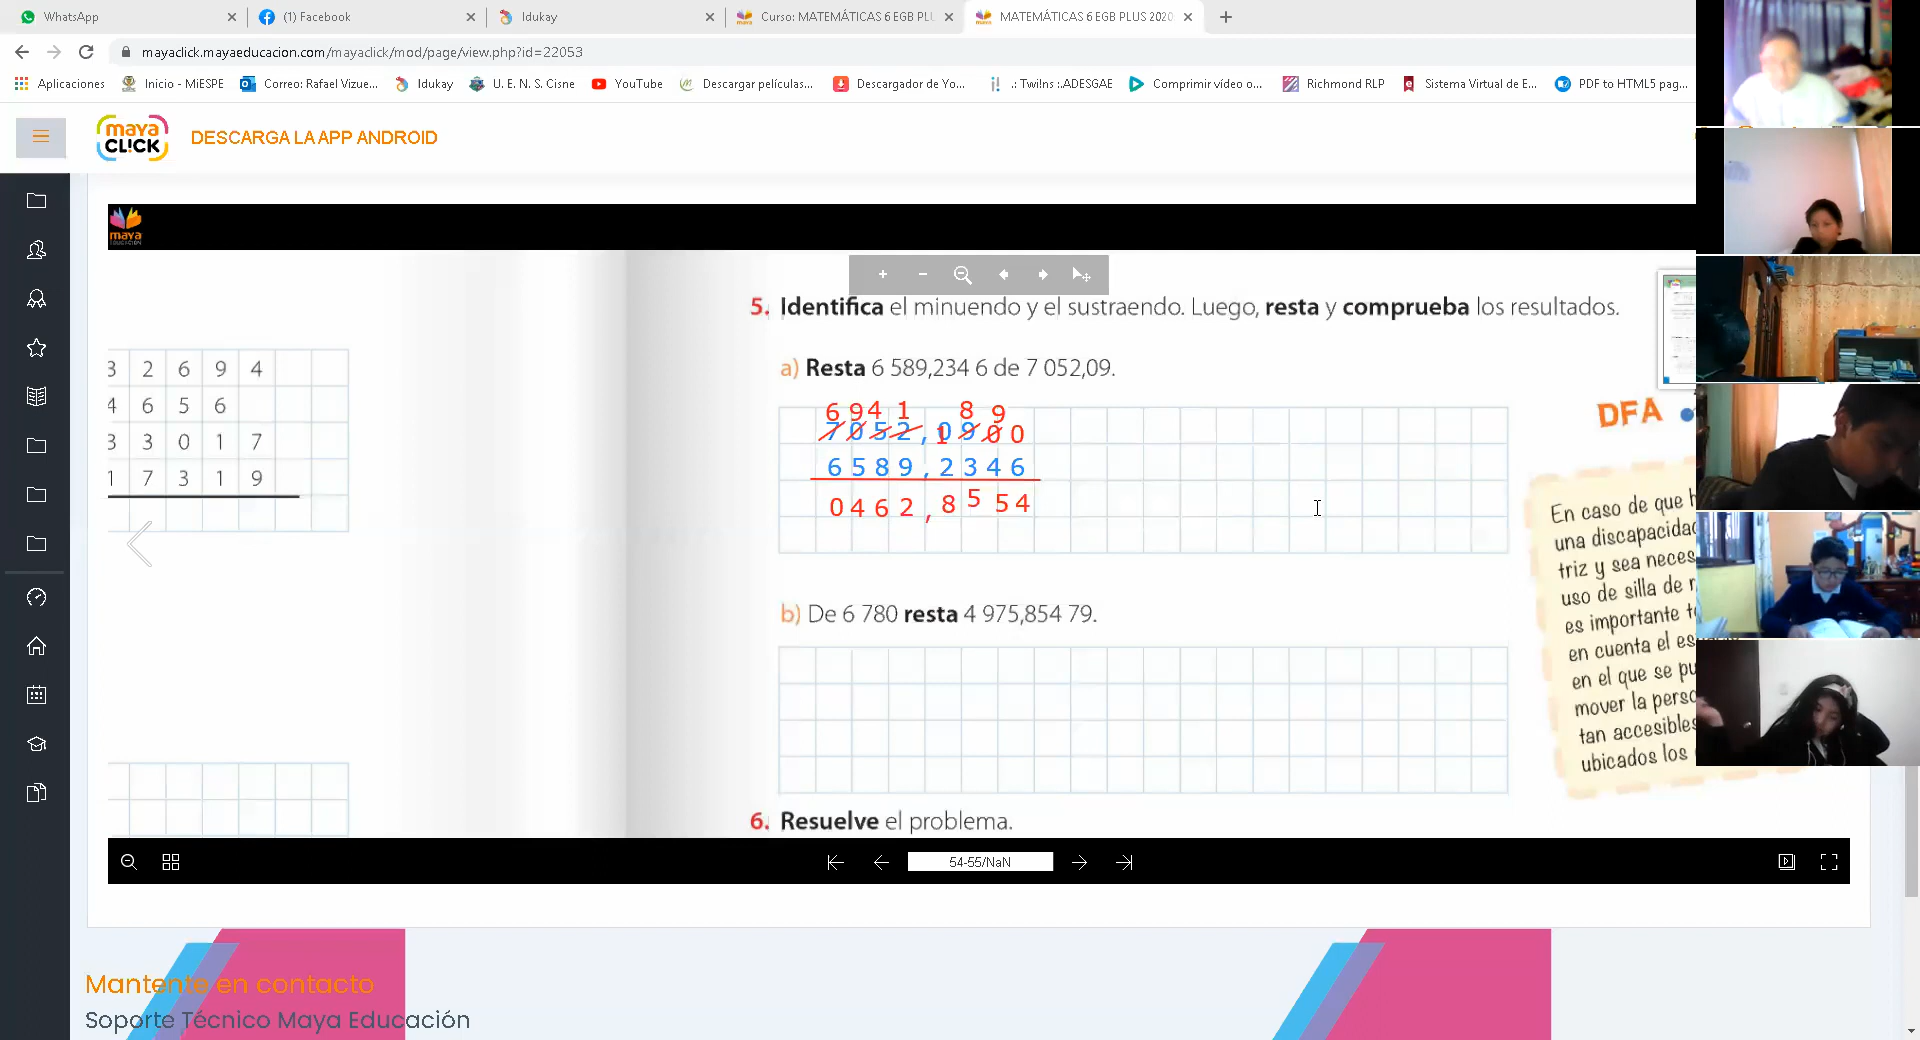 WhatsApp
(1) Facebook
Idukay
Curso: MATEMÁTICAS 6 EGB PLU
MATEMÁTICAS 6 EGB PLUS 2020
mayaclick.mayaeducacion.com/mayaclick/mod/page/view.php?id=22053
Aplicaciones
Inicio - MiESPE
Correo: Rafael Vizue...
Idukay
U. E. N. S. Cisne
YouTube
Descargar películas...
Descargador de Yo...
.: Twi!ns :.ADESGAE
Comprimir vídeo o...
Richmond RLP
Sistema Virtual de E...
PDF to HTML5 pag...
maya
CLICK
DESCARGA LA APP ANDROID
maya
EDUCACIÓN
3 2 6 9 4
4 6 5 6
3 3 0 1 7
1 7 3 1 9
5. Identifica el minuendo y el sustraendo. Luego, resta y comprueba los resultados.
a) Resta 6 589,234 6 de 7 052,09.
6 9 4 1 8 9
7 0 5 2 , 0 1 9 0 0
6 5 8 9 , 2 3 4 6
0 4 6 2 , 8 5 5 4
b) De 6 780 resta 4 975,854 79.
6. Resuelve el problema.
DFA
En caso de que h
una discapacidad
triz y sea neces
uso de silla de r
es importante t
en cuenta el es
en el que se pu
mover la perso
tan accesibles
ubicados los
54-55/NaN
Mantente en contacto
Soporte Técnico Maya Educación